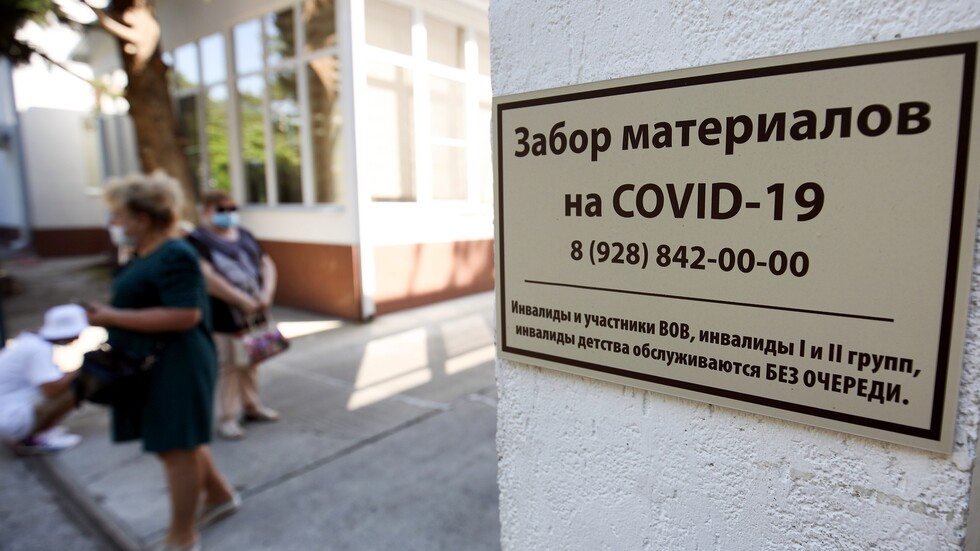 Забор материалов
на COVID-19
8 (928) 842-00-00
Инвалиды и участники ВОВ, инвалиды I и II групп,
инвалиды детства обслуживаются БЕЗ ОЧЕРЕДИ.